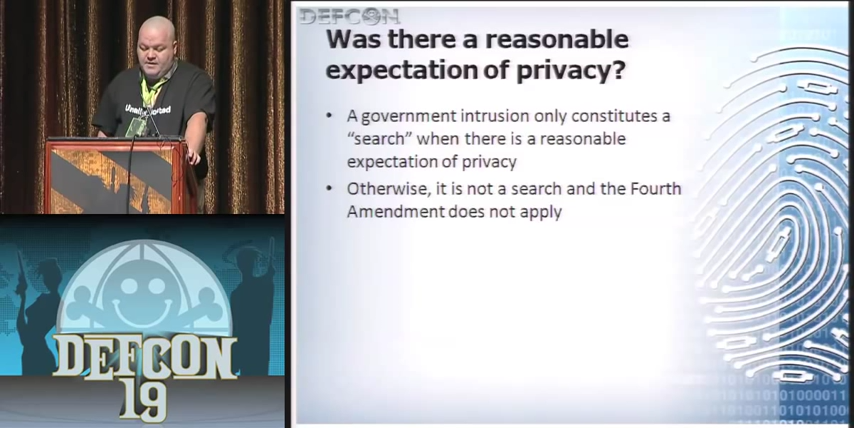 DEFCON
Was there a reasonable
expectation of privacy?
• A government intrusion only constitutes a
"search" when there is a reasonable
expectation of privacy
• Otherwise, it is not a search and the Fourth
Amendment does not apply
DEFCON
19